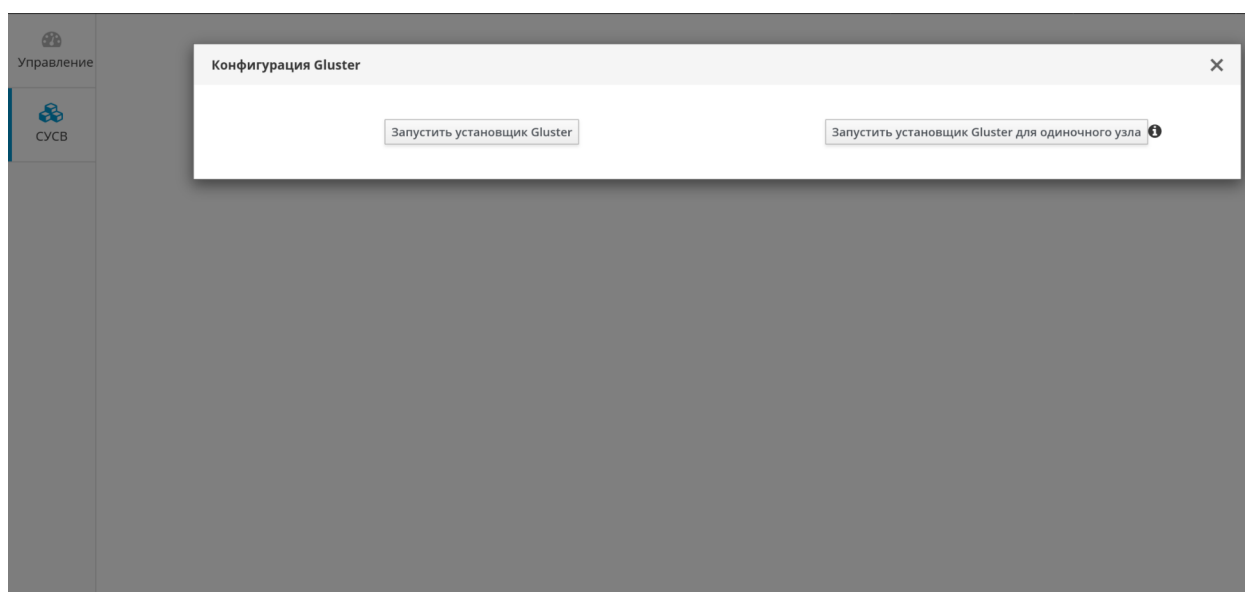 Управление
СУСВ
Конфигурация Gluster
Запустить установщик Gluster
Запустить установщик Gluster для одиночного узла